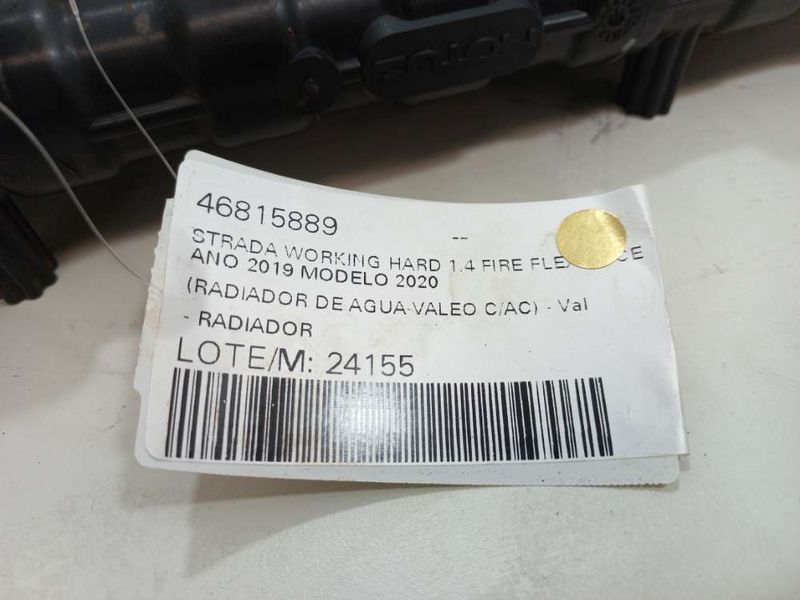 46815889
--
STRADA WORKING HARD 1.4 FIRE FLEX
ANO 2019 MODELO 2020
(RADIADOR DE AGUA-VALEO C/AC) - Val
- RADIADOR
LOTE/M: 24155